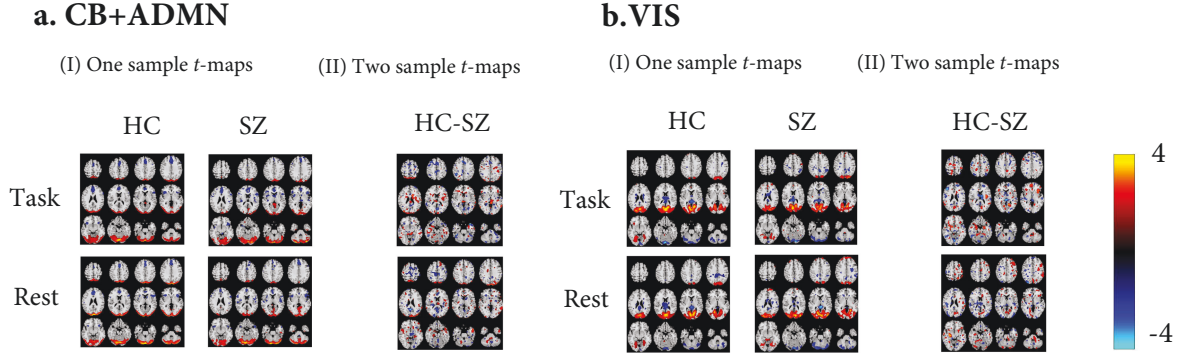 a. CB+ADMN
(I) One sample t-maps
(II) Two sample t-maps
HC
SZ
HC-SZ
Task
Rest
b.VIS
(I) One sample t-maps
(II) Two sample t-maps
HC
SZ
HC-SZ
Task
Rest
4
-4